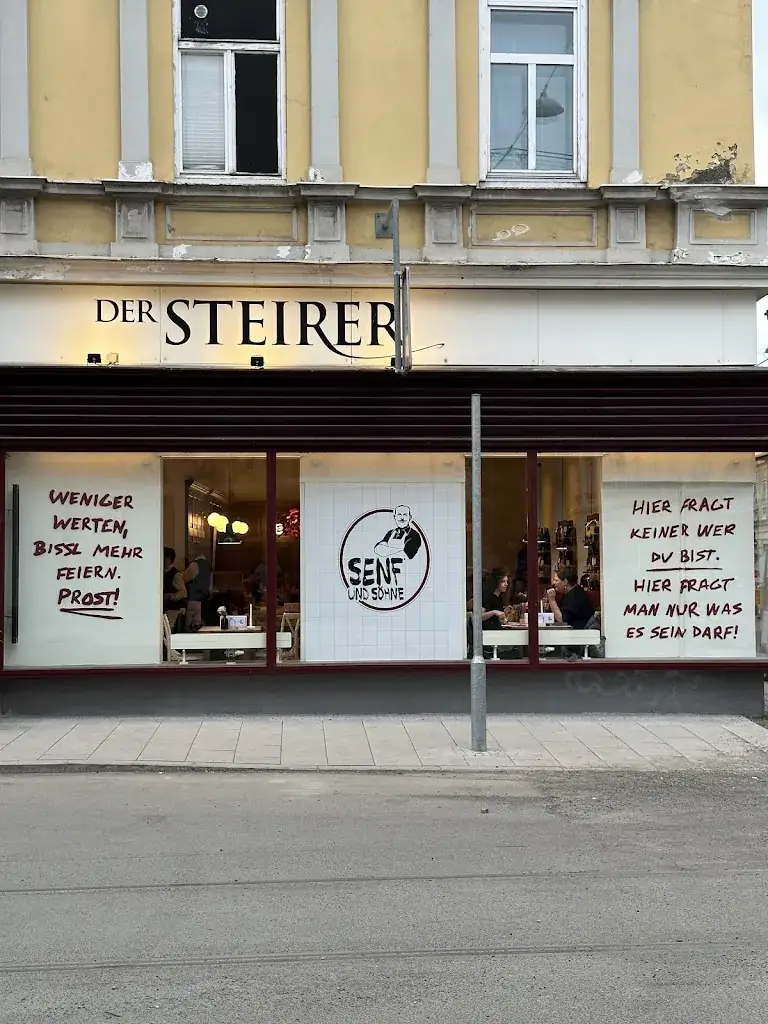 DER STEIRER
WENIGER
WERTEN,
BISSL MEHR
FEIERN.
PROST!
SENF
UND SÖHNE
HIER FRAGT
KEINER WER
DU BIST.
HIER FRAGT
MAN NUR WAS
ES SEIN DARF!